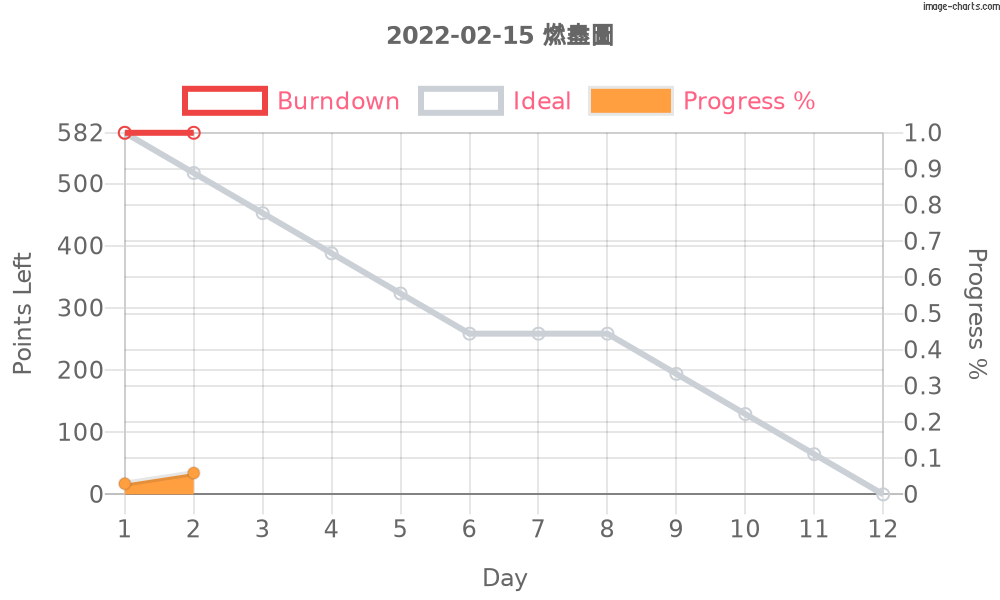 image-charts.com
2022-02-15 燃盡圖
Burndown Ideal Progress %
582 1.0
0.9
500
0.8
400 0.7
0.6
300 0.5
0.4
200
0.3
0.2
100
0.1
0 0
Points Left
Progress %
1 2 3 4 5 6 7 8 9 10 11 12
Day